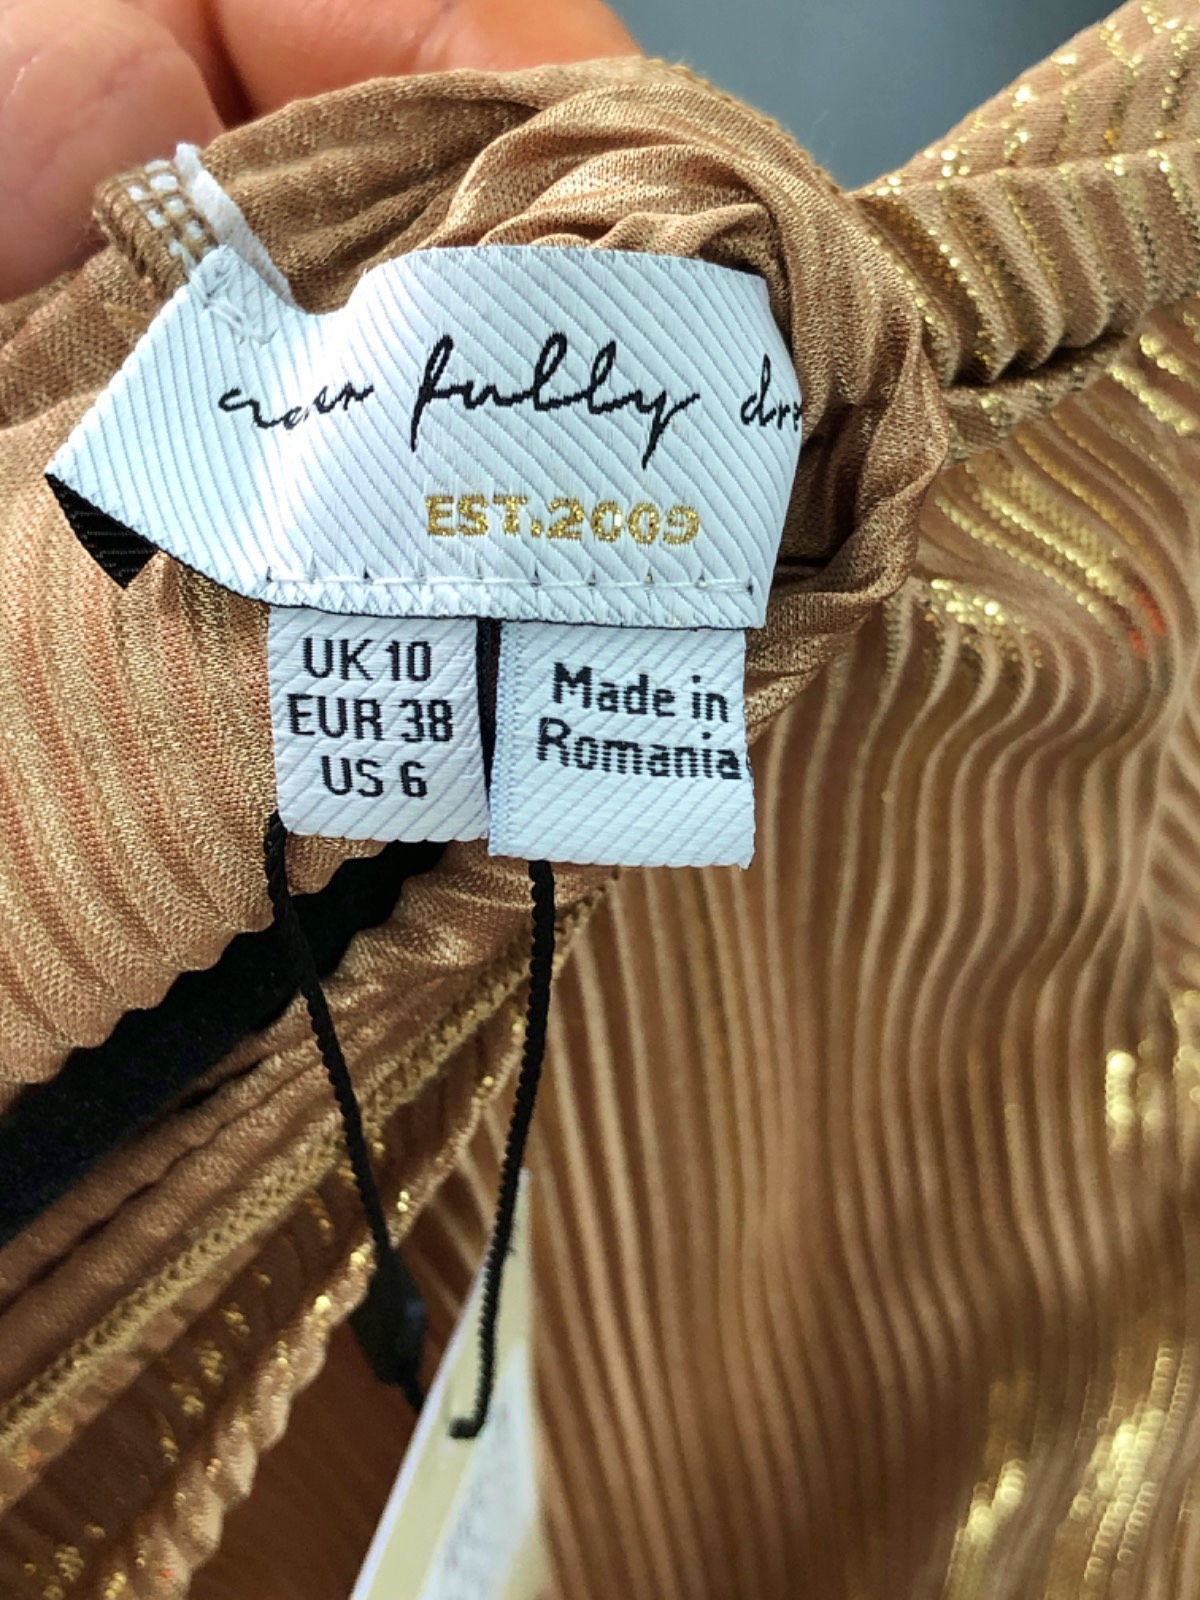 fully
EST.2009
UK 10
EUR 38
US 6
Made in
Romania